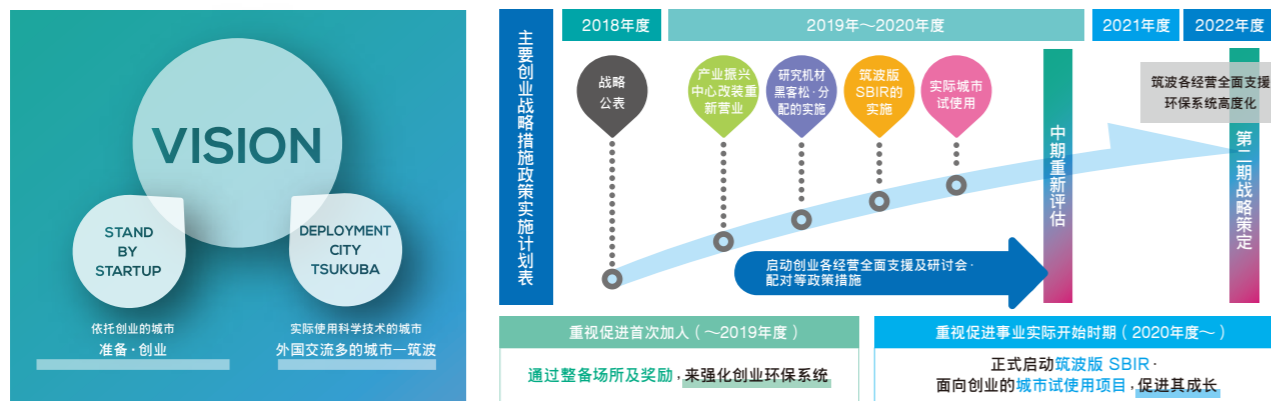 VISION
STAND
BY
STARTUP
DEPLOYMENT
CITY
TSUKUBA
依托创业的城市
准备·创业
实际使用科学技术的城市
外国交流多的城市—筑波
主要创业战略措施政策实施计划表
2018年度
2019年～2020年度
2021年度
2022年度
战略
公表
产业振兴
中心改装重
新营业
研究机材
黑客松·分
配的实施
筑波版
SBIR的
实施
实际城市
试使用
中期重新评估
筑波各经营全面支援
环保系统高度化
第二期战略策定
启动创业各经营全面支援及研讨会·
配对等政策措施
重视促进首次加人（～2019年度）
通过整备场所及奖励，来强化创业环保系统
重视促进事业实际开始时期（2020年度～）
正式启动筑波版 SBIR·
面向创业的城市试使用项目，促进其成长